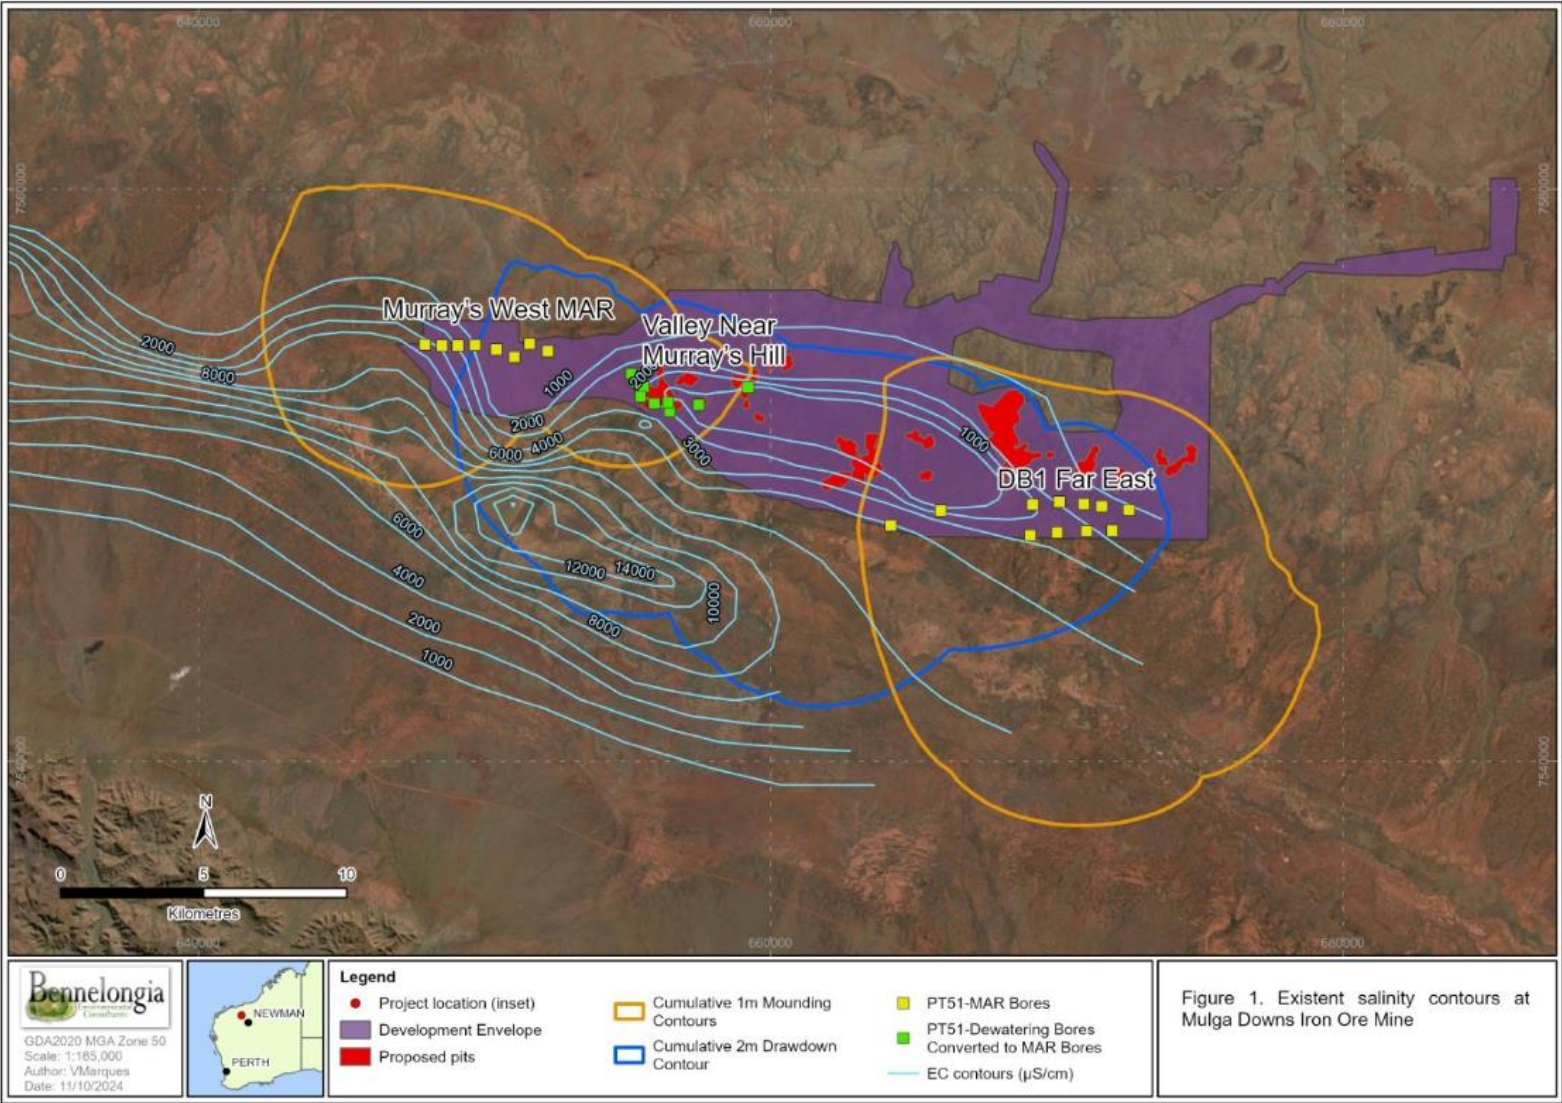 640000
660000
680000
7560000
7560000
Murray's West MAR
Valley Near
Murray's Hill
2000
8000
1000
2000
2000
6000
4000
3000
1000
DB1 Far East
6000
12000
14000
10000
4000
8000
2000
1000
7540000
7540000
N
0 5 10
Kilometres
640000
660000
680000
Bennelongia
Environmental
Consultants
GDA2020 MGA Zone 50
Scale: 1:185,000
Author: VMarques
Date: 11/10/2024
NEWMAN
PERTH
Legend
Project location (inset)
Development Envelope
Proposed pits
Cumulative 1m Mounding
Contours
Cumulative 2m Drawdown
Contour
PT51-MAR Bores
PT51-Dewatering Bores
Converted to MAR Bores
EC contours (µS/cm)
Figure 1. Existent salinity contours at
Mulga Downs Iron Ore Mine